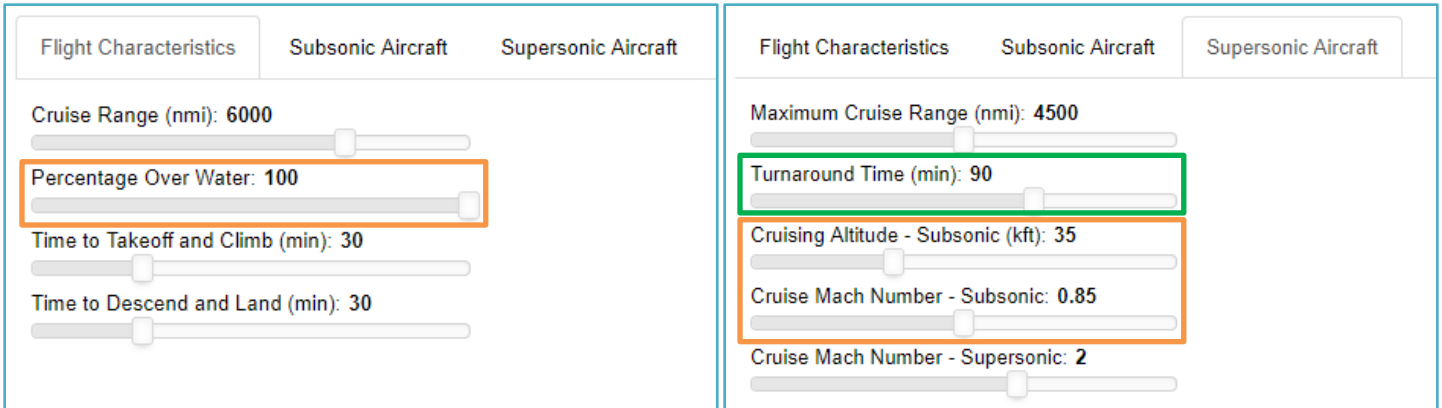 Flight Characteristics Subsonic Aircraft Supersonic Aircraft
Cruise Range (nmi): 6000
Percentage Over Water: 100
Time to Takeoff and Climb (min): 30
Time to Descend and Land (min): 30
Flight Characteristics Subsonic Aircraft Supersonic Aircraft
Maximum Cruise Range (nmi): 4500
Turnaround Time (min): 90
Cruising Altitude - Subsonic (kft): 35
Cruise Mach Number - Subsonic: 0.85
Cruise Mach Number - Supersonic: 2